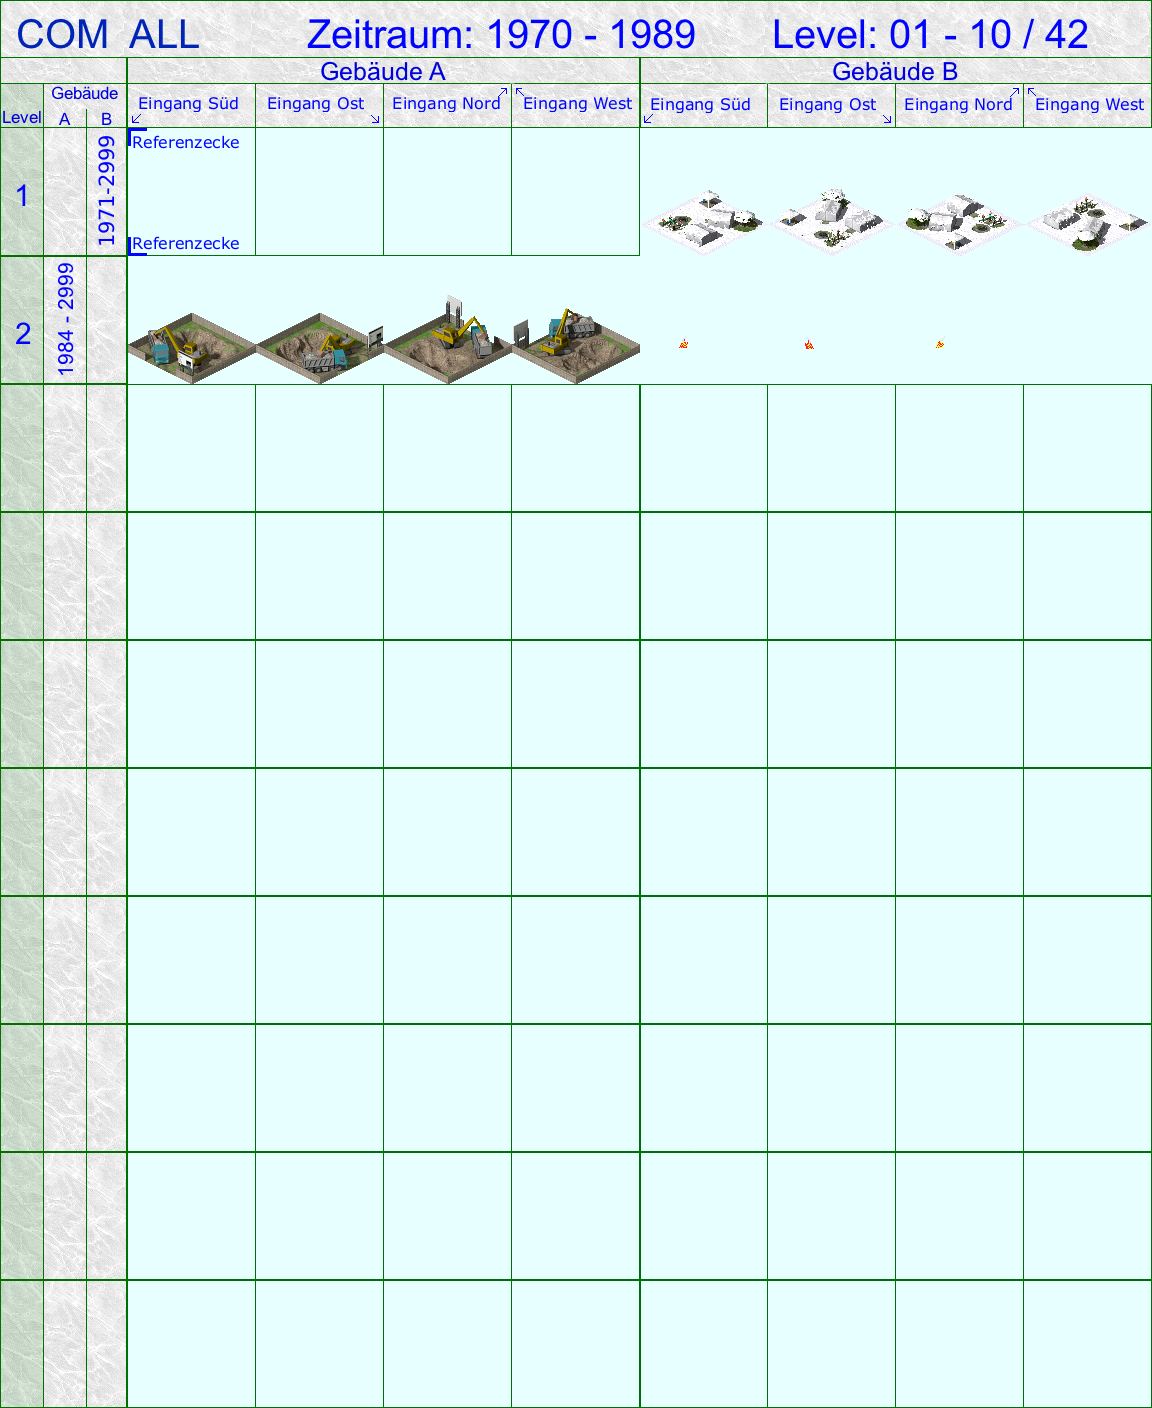 COM ALL Zeitraum: 1970 - 1989 Level: 01 - 10 / 42
Gebäude A Gebäude B
Gebäude
Level A B Eingang Süd Eingang Ost Eingang Nord Eingang West Eingang Süd Eingang Ost Eingang Nord Eingang West
1 1971-2999 Referenzecke
Referenzecke
2 1984 - 2999